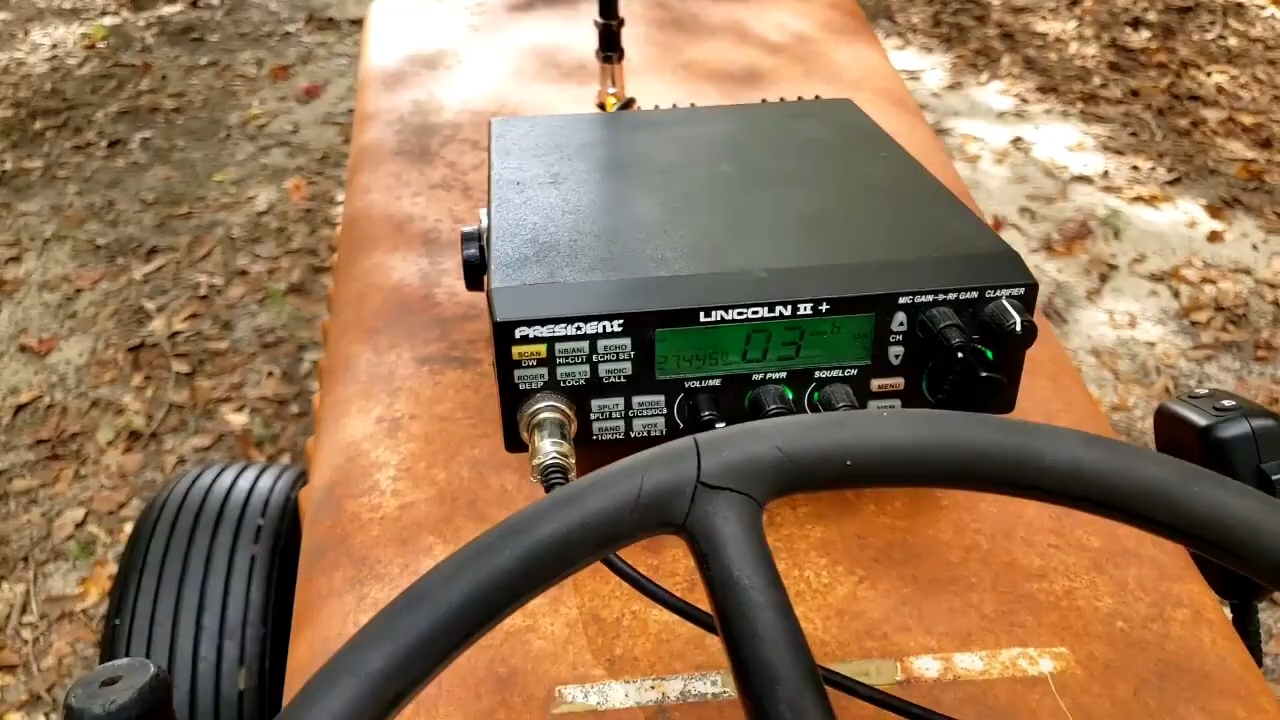 LINCOLN II +
PRESIDENT
MIC GAIN RF GAIN
CLARIFIER
SCAN
DW
NB/ANL
HI-CUT
ECHO
ECHO SET
ROGER
BEEP
EMG 1/2
LOCK
INDIC
CALL
SPLIT
SPLIT SET
MODE
CTCSS/DCS
BAND
+10KHZ
VOX
VOX SET
03
VOLUME
RF PWR
SQUELCH
CH
MENU